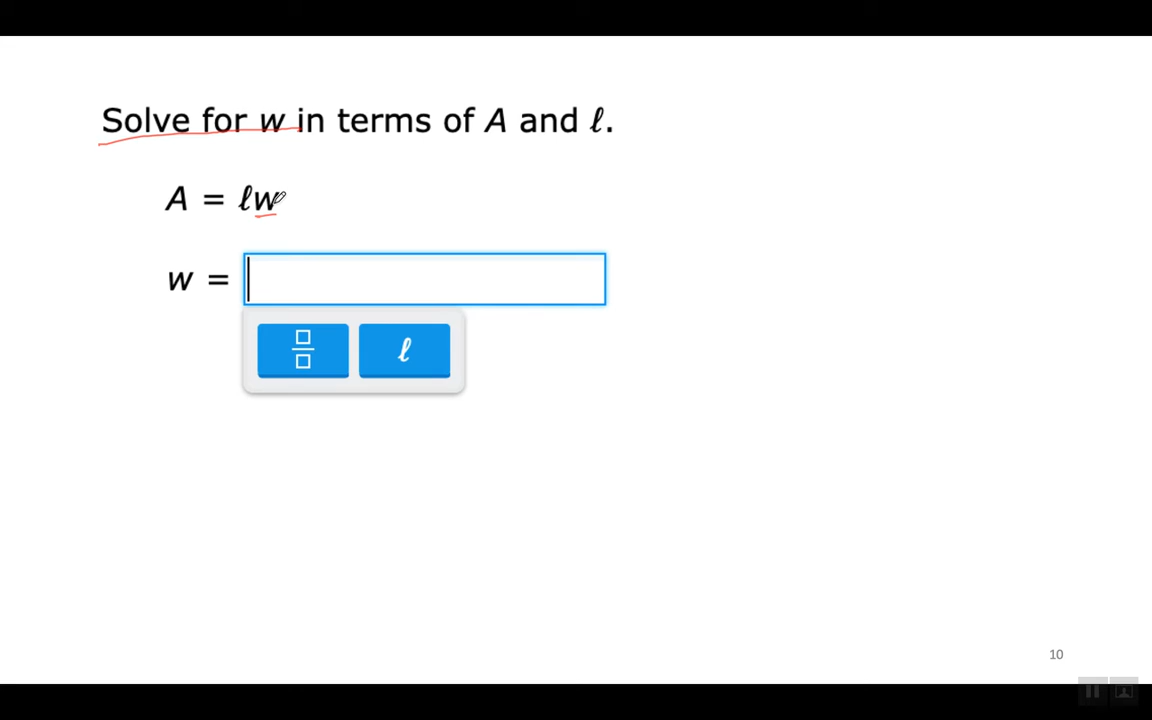 Solve for w in terms of A and ℓ.
A = ℓw
w =
ℓ
10